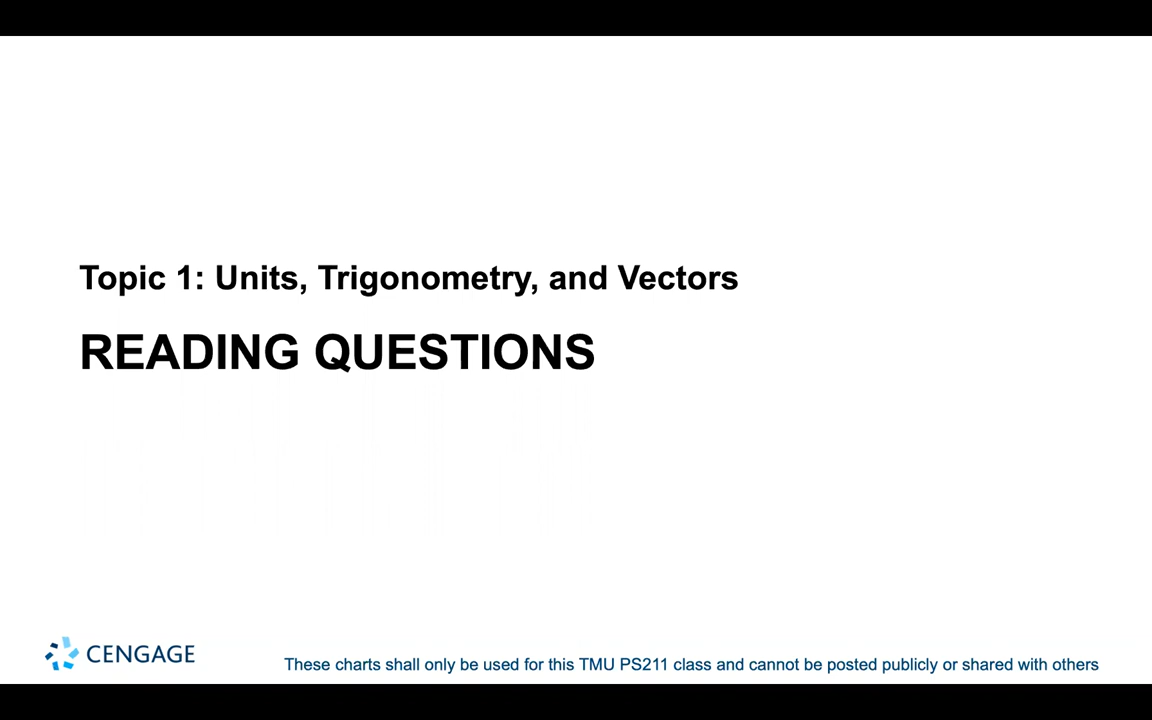 Topic 1: Units, Trigonometry, and Vectors
READING QUESTIONS
CENGAGE
These charts shall only be used for this TMU PS211 class and cannot be posted publicly or shared with others